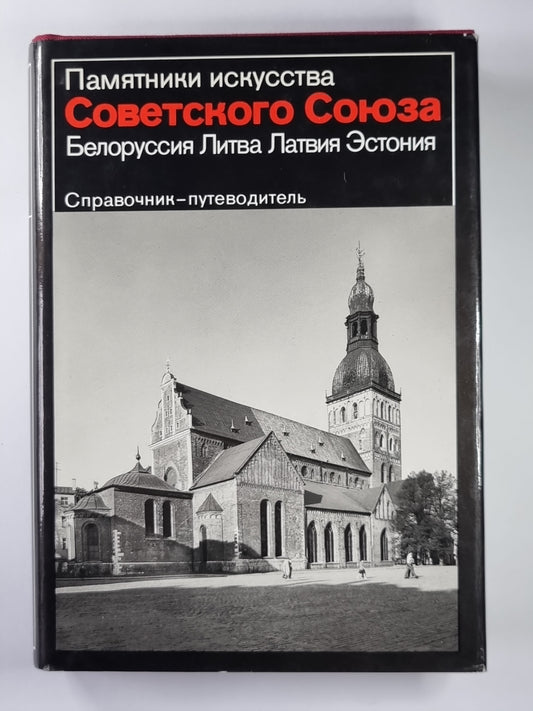 Памятники искусства
Советского Союза
Белоруссия Литва Латвия Эстония
Справочник–путеводитель